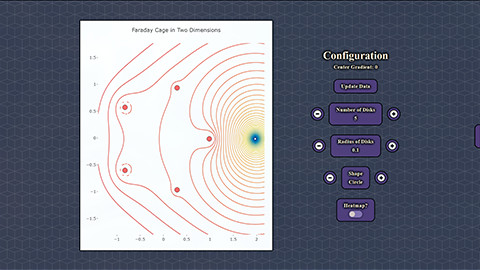 Faraday Cage in Two Dimensions
1.5
1
0.5
0
−0.5
−1
−1.5
−1
−0.5
0
0.5
1
1.5
2
Configuration
Center Gradient: 0
Update Data
Number of Disks
5
Radius of Disks
0.1
Shape
Circle
Heatmap?